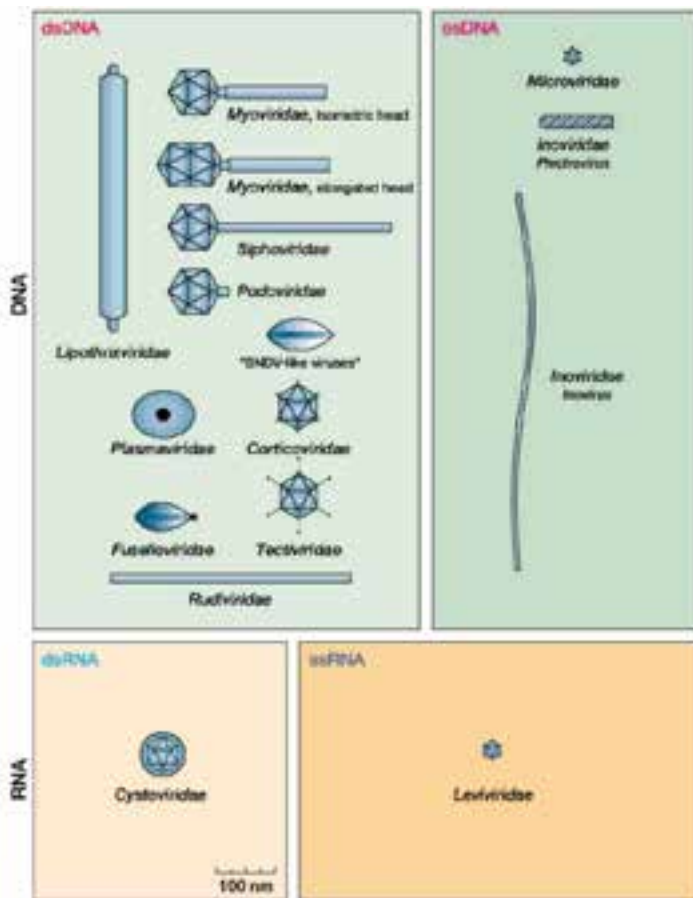 DNA
dsDNA
Lipothrixviridae
Myoviridae, isometric head
Myoviridae, elongated head
Siphoviridae
Podoviridae
"SNDV-like viruses"
Plasmaviridae
Corticoviridae
Fuselloviridae
Tectiviridae
Rudiviridae
ssDNA
Microviridae
Inoviridae
Plectrovirus
Inoviridae
Inovirus
RNA
dsRNA
Cystoviridae
100 nm
ssRNA
Leviviridae